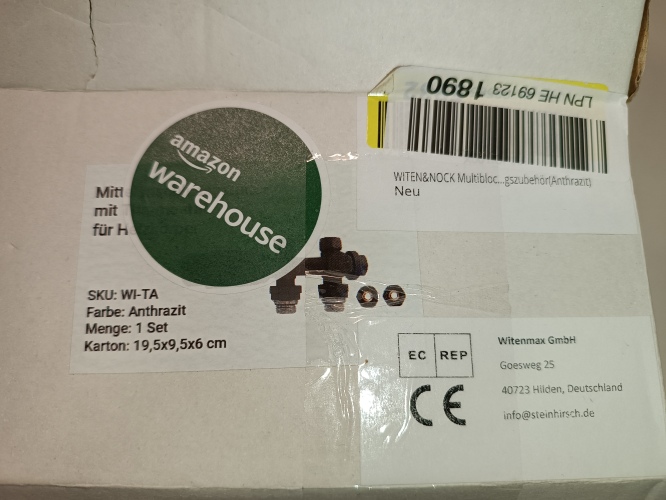 LPN HE 69123 1890
WITEN&NOCK Multibloc...gszubehör(Anthrazit)
Neu
amazon
warehouse
mit
für H
SKU: WI-TA
Farbe: Anthrazit
Menge: 1 Set
Karton: 19,5x9,5x6 cm
EC REP
CE
Witenmax GmbH
Goesweg 25
40723 Hilden, Deutschland
info@steinhirsch.de